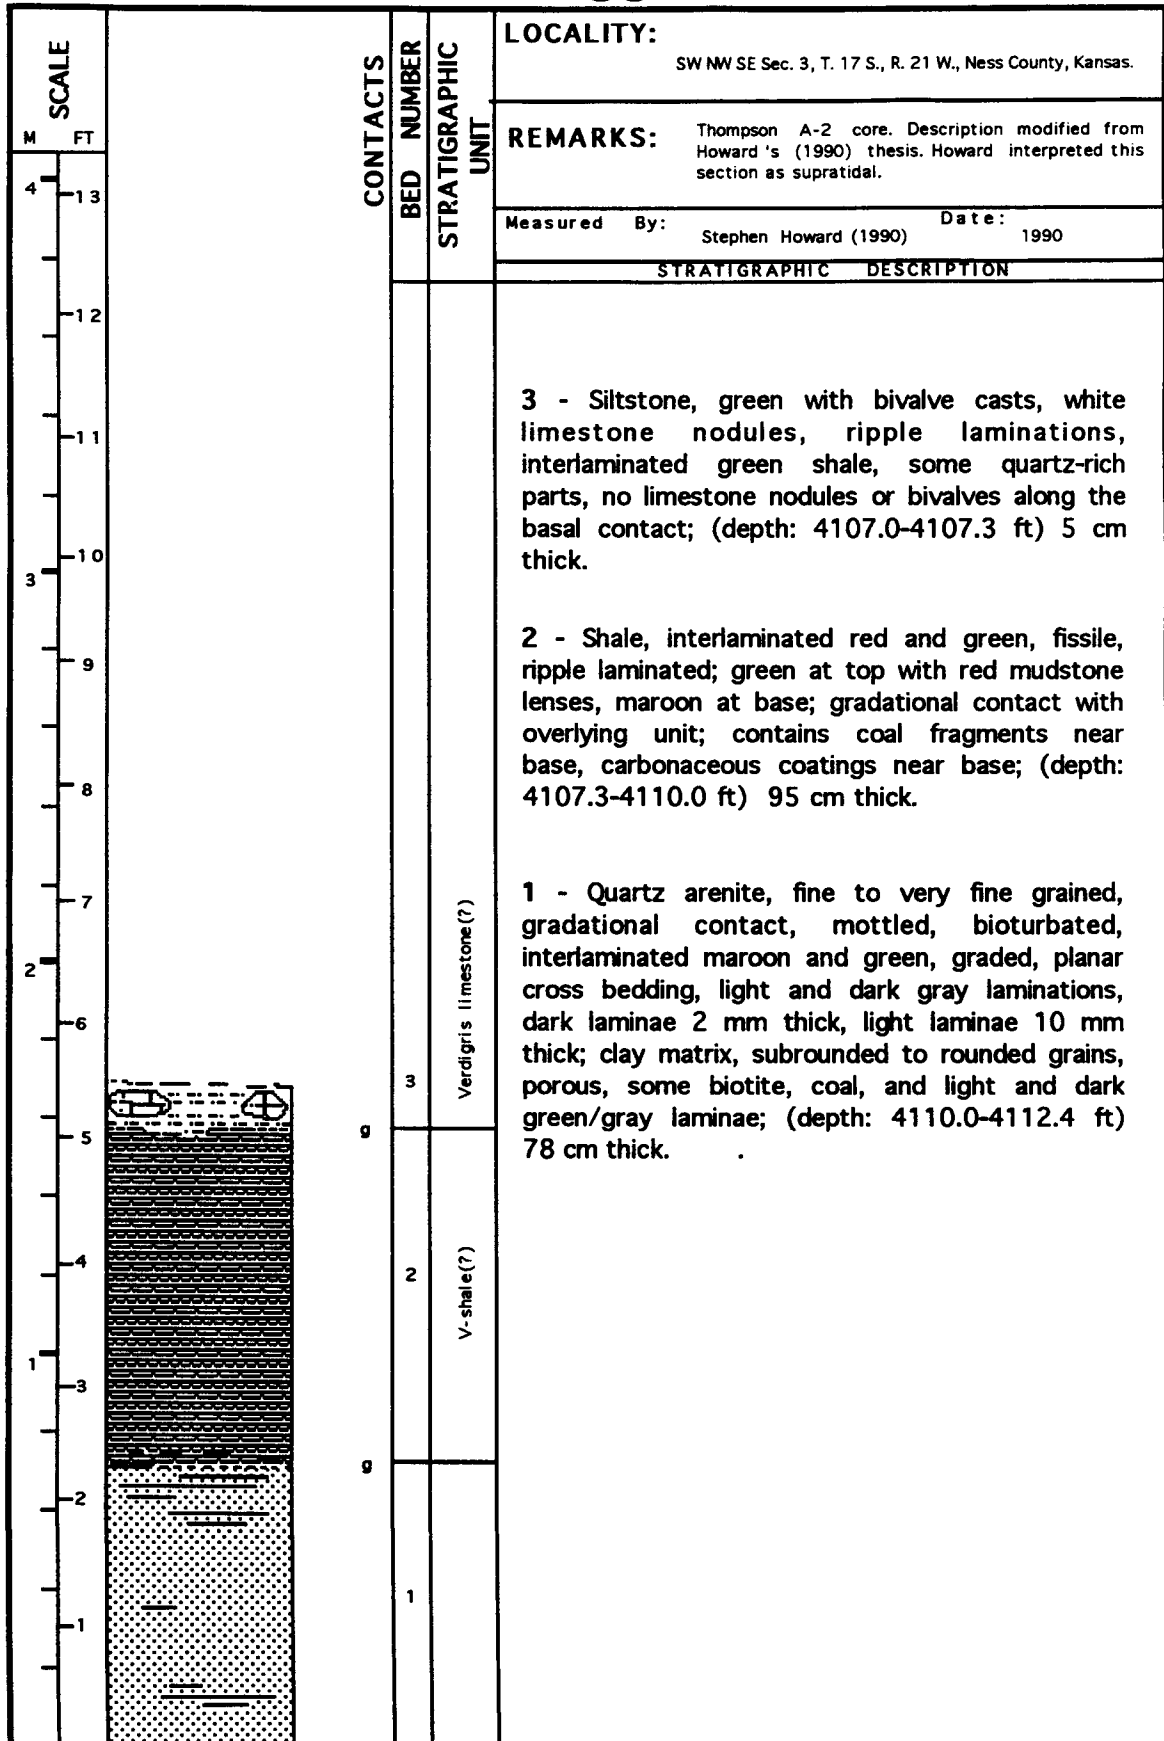 SCALE
M FT
CONTACTS
BED NUMBER
STRATIGRAPHIC
UNIT
LOCALITY:
SW NW SE Sec. 3, T. 17 S., R. 21 W., Ness County, Kansas.
REMARKS:
Thompson A-2 core. Description modified from
Howard 's (1990) thesis. Howard interpreted this
section as supratidal.
Measured By:
Stephen Howard (1990)
Date:
1990
STRATIGRAPHIC DESCRIPTION
4
13
12
11
10
3
9
8
7
2
6
5
4
1
3
2
1
g
g
3
2
1
Verdigris limestone(?)
V-shale(?)
3 - Siltstone, green with bivalve casts, white
limestone nodules, ripple laminations,
interlaminated green shale, some quartz-rich
parts, no limestone nodules or bivalves along the
basal contact; (depth: 4107.0-4107.3 ft) 5 cm
thick.
2 - Shale, interlaminated red and green, fissile,
ripple laminated; green at top with red mudstone
lenses, maroon at base; gradational contact with
overlying unit; contains coal fragments near
base, carbonaceous coatings near base; (depth:
4107.3-4110.0 ft) 95 cm thick.
1 - Quartz arenite, fine to very fine grained,
gradational contact, mottled, bioturbated,
interlaminated maroon and green, graded, planar
cross bedding, light and dark gray laminations,
dark laminae 2 mm thick, light laminae 10 mm
thick; clay matrix, subrounded to rounded grains,
porous, some biotite, coal, and light and dark
green/gray laminae; (depth: 4110.0-4112.4 ft)
78 cm thick.